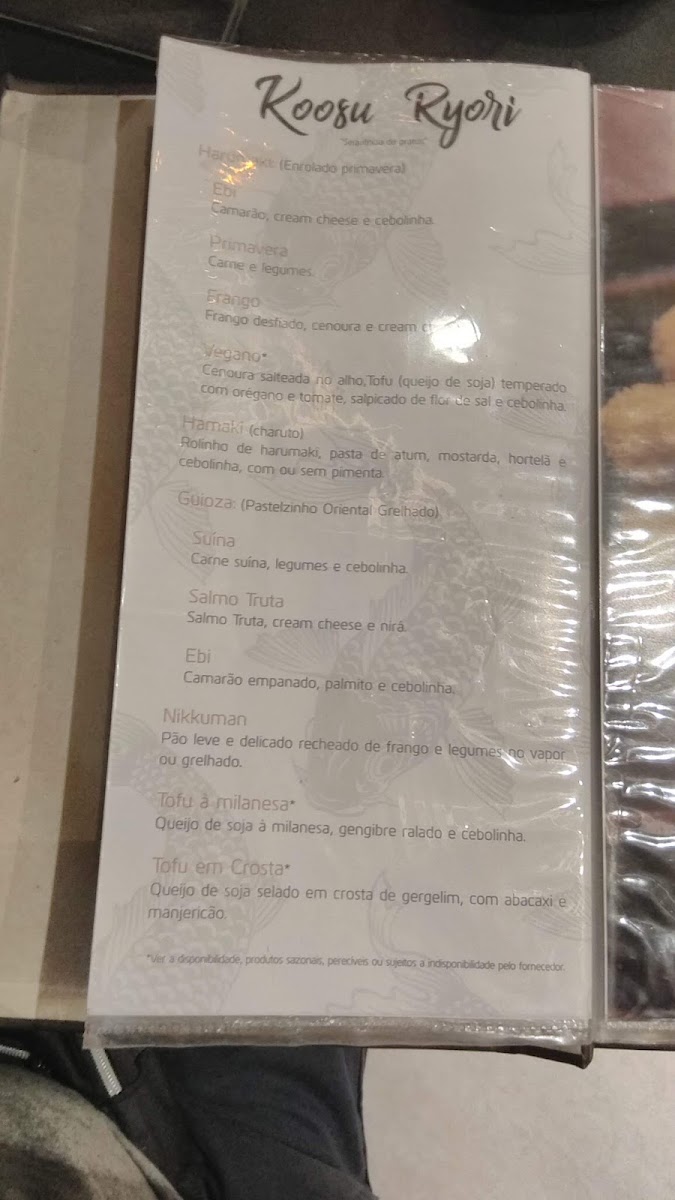 Koosu Ryori
"Sequência de pratos"
(Enrolado primavera)
Ebi
Camarão, cream cheese e cebolinha.
Primavera
Carne e legumes.
Frango
Frango desfiado, cenoura e cream
Vegano*
Cenoura salteada no alho,Tofu (queijo de soja) temperado
com orégano e tomate, salpicado de flor de sal e cebolinha.
Hamaki (charuto)
Rolinho de harumaki, pasta de atum, mostarda, hortelã e
cebolinha, com ou sem pimenta.
Guioza: (Pastelzinho Oriental Grelhado)
Suína
Carne suína, legumes e cebolinha.
Salmo Truta
Salmo Truta, cream cheese e nirá.
Ebi
Camarão empanado, palmito e cebolinha.
Nikkuman
Pão leve e delicado recheado de frango e legumes no vapor
ou grelhado.
Tofu à milanesa*
Queijo de soja à milanesa, gengibre ralado e cebolinha.
Tofu em Crosta*
Queijo de soja selado em crosta de gergelim, com abacaxi e
manjericão.
*Ver a disponibilidade, produtos sazonais, perecíveis ou sujeitos a indisponibilidade pelo fornecedor.